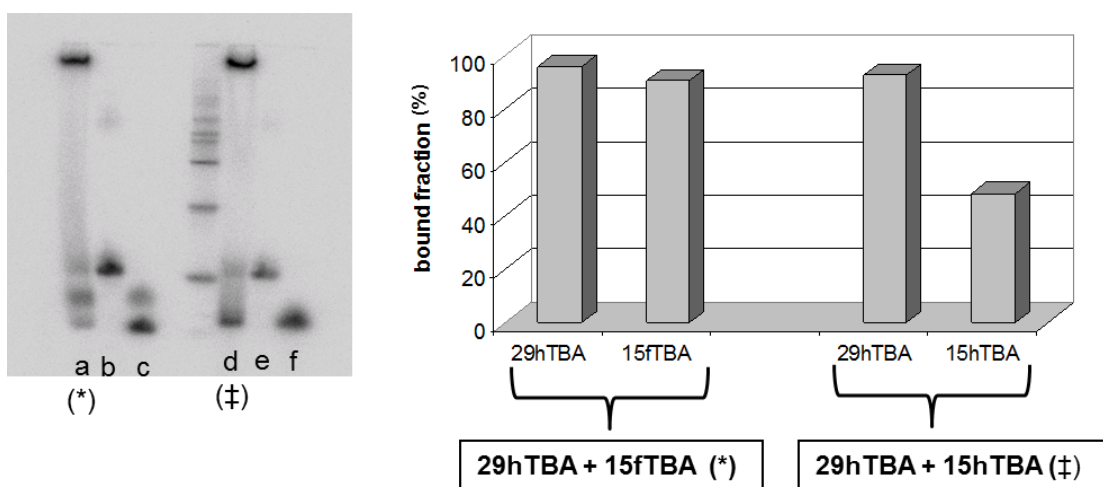 a b c d e f
(*) (‡)
bound fraction (%)
100
80
60
40
20
0
29hTBA 15fTBA 29hTBA 15hTBA
29hTBA + 15fTBA (*) 29hTBA + 15hTBA (‡)